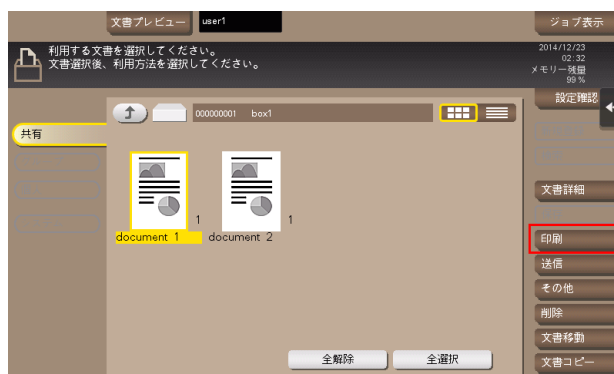 文書プレビュー
user1
ジョブ表示
利用する文書を選択してください。
文書選択後、利用方法を選択してください。
2014/12/23
02:32
メモリー残量
99 %
設定確認
000000001 box1
共有
文書詳細
1
1
document 1
document 2
印刷
送信
その他
削除
文書移動
文書コピー
全解除
全選択